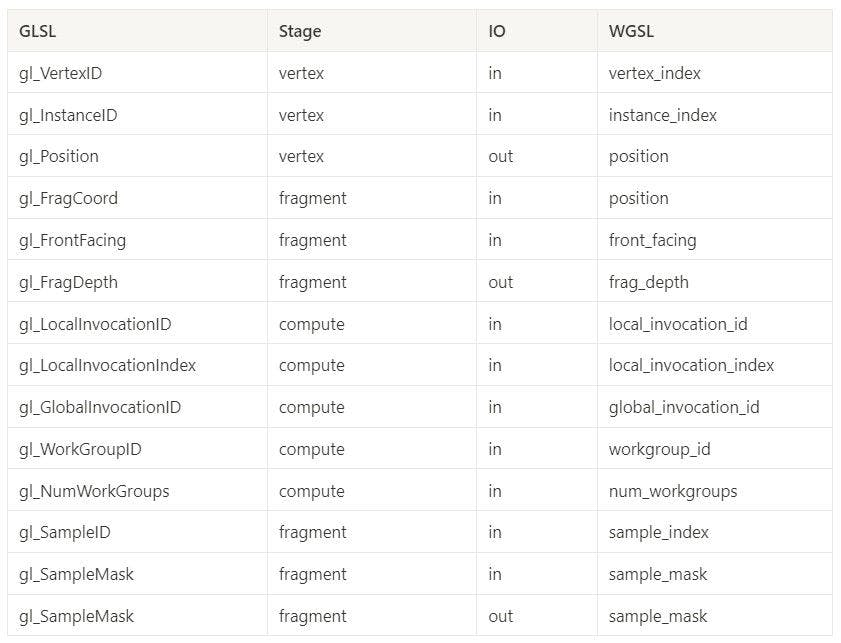 GLSL Stage IO WGSL
gl_VertexID vertex in vertex_index
gl_InstanceID vertex in instance_index
gl_Position vertex out position
gl_FragCoord fragment in position
gl_FrontFacing fragment in front_facing
gl_FragDepth fragment out frag_depth
gl_LocalInvocationID compute in local_invocation_id
gl_LocalInvocationIndex compute in local_invocation_index
gl_GlobalInvocationID compute in global_invocation_id
gl_WorkGroupID compute in workgroup_id
gl_NumWorkGroups compute in num_workgroups
gl_SampleID fragment in sample_index
gl_SampleMask fragment in sample_mask
gl_SampleMask fragment out sample_mask